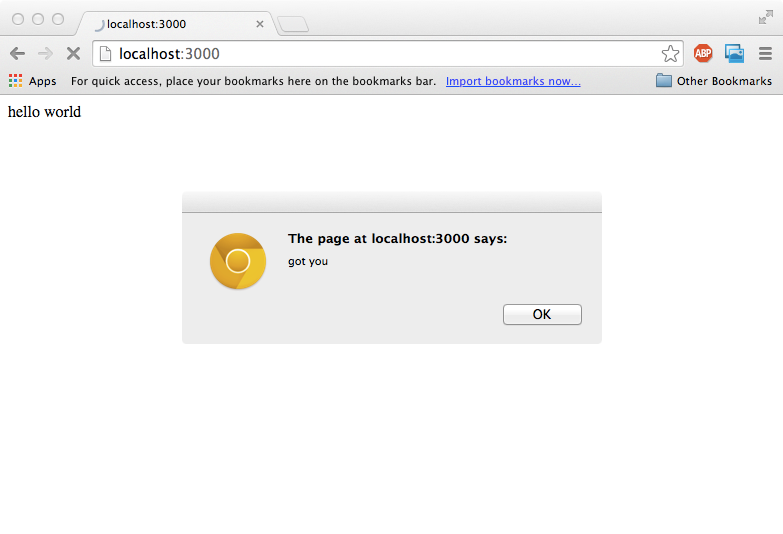 localhost:3000
localhost:3000
ABP
Apps For quick access, place your bookmarks here on the bookmarks bar. Import bookmarks now... Other Bookmarks
hello world
The page at localhost:3000 says:
got you
OK